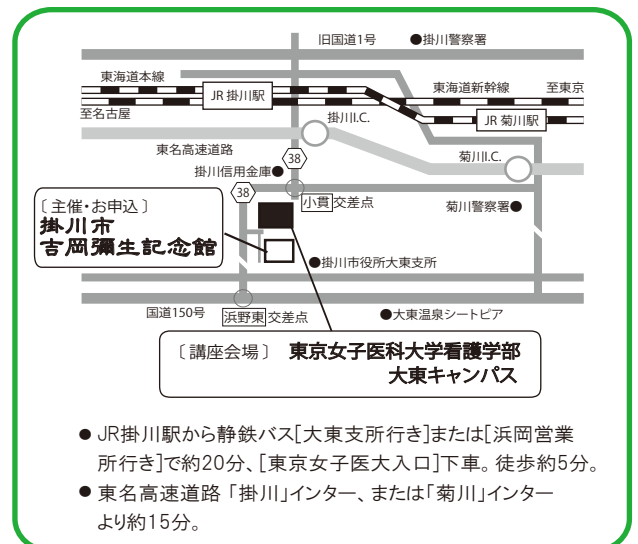 旧国道1号
●掛川警察署
東海道本線
JR 掛川駅
東海道新幹線
至東京
至名古屋
掛川I.C.
JR 菊川駅
東名高速道路
38
菊川I.C.
掛川信用金庫●
38
小貫交差点
菊川警察署●
〔主催・お申込〕
掛川市
吉岡彌生記念館
●掛川市役所大東支所
国道150号
浜野東交差点
●大東温泉シートピア
〔講座会場〕 東京女子医科大学看護学部
大東キャンパス
● JR掛川駅から静鉄バス[大東支所行き]または[浜岡営業
所行き]で約20分、[東京女子医大入口]下車。徒歩約5分。
● 東名高速道路 「掛川」インター、または「菊川」インター
より約15分。